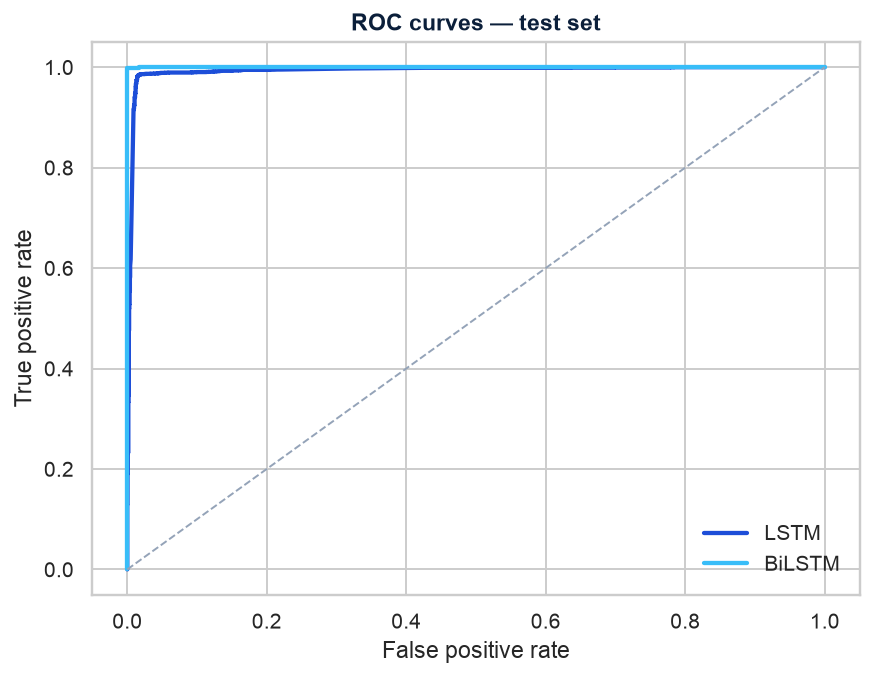 ROC curves — test set
True positive rate
1.0
0.8
0.6
0.4
0.2
0.0
LSTM
BiLSTM
0.0 0.2 0.4 0.6 0.8 1.0
False positive rate